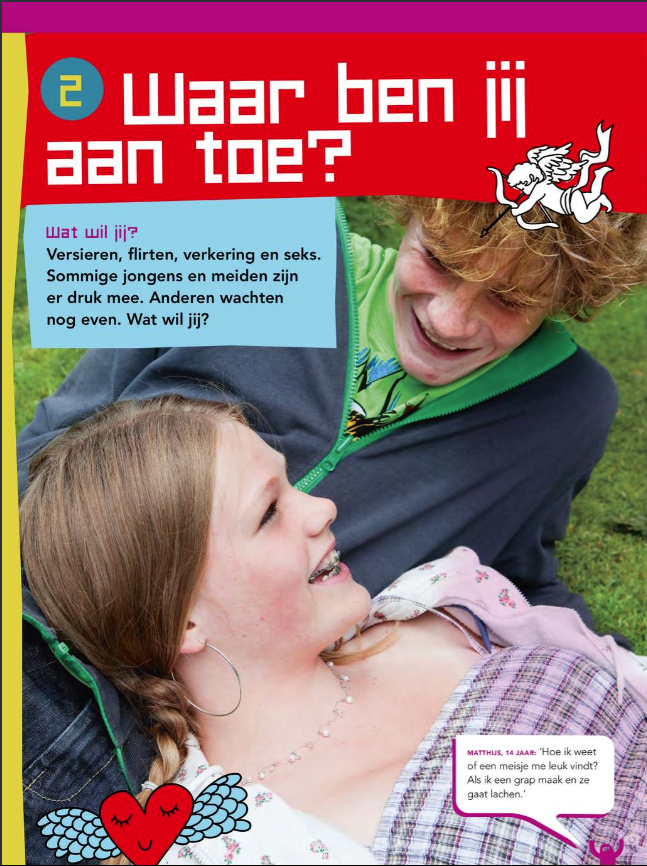 2 Waar ben jij
aan toe?
Wat wil jij?
Versieren, flirten, verkering en seks.
Sommige jongens en meiden zijn
er druk mee. Anderen wachten
nog even. Wat wil jij?
MATTHIJS, 14 JAAR: 'Hoe ik weet
of een meisje me leuk vindt?
Als ik een grap maak en ze
gaat lachen.'